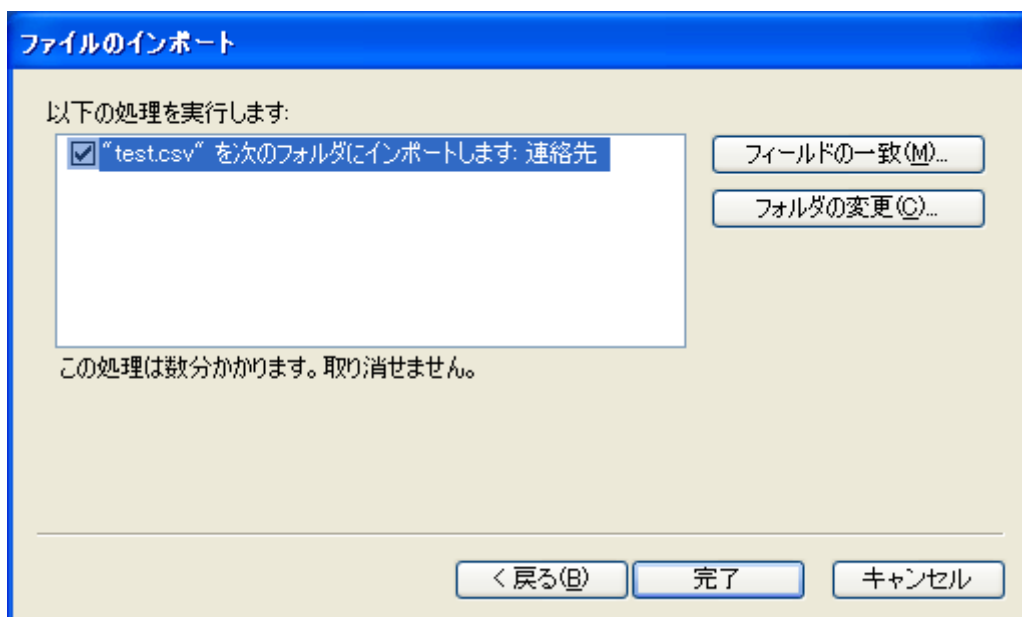 ファイルのインポート
以下の処理を実行します:
"test.csv" を次のフォルダにインポートします: 連絡先
フィールドの一致(M)...
フォルダの変更(C)...
この処理は数分かかります。取り消せません。
< 戻る(B)
完了
キャンセル